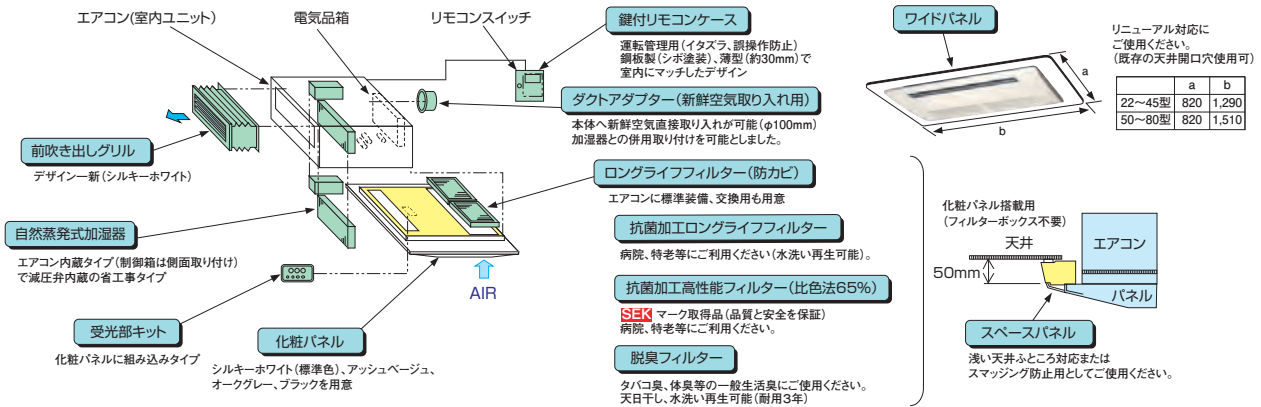 エアコン(室内ユニット)
電気品箱
リモコンスイッチ
鍵付リモコンケース
運転管理用(イタズラ、誤操作防止)
鋼板製(シボ塗装)、薄型(約30mm)で
室内にマッチしたデザイン
ダクトアダプター(新鮮空気取り入れ用)
本体へ新鮮空気直接取り入れが可能(φ100mm)
加湿器との併用取り付けを可能としました。
前吹き出しグリル
デザイン一新(シルキーホワイト)
ロングライフフィルター(防カビ)
エアコンに標準装備、交換用も用意
自然蒸発式加湿器
エアコン内蔵タイプ(制御箱は側面取り付け)
で減圧弁内蔵の省工事タイプ
抗菌加工ロングライフフィルター
病院、特老等にご利用ください(水洗い再生可能)。
AIR
抗菌加工高性能フィルター(比色法65%)
SEK マーク取得品(品質と安全を保証)
病院、特老等にご利用ください。
受光部キット
化粧パネルに組み込みタイプ
化粧パネル
シルキーホワイト(標準色)、アッシュベージュ、
オークグレー、ブラックを用意
脱臭フィルター
タバコ臭、体臭等の一般生活臭にご使用ください。
天日干し、水洗い再生可能(耐用3年)
ワイドパネル
a
b
リニューアル対応に
ご使用ください。
(既存の天井開口穴使用可)
a b
22〜45型 820 1,290
50〜80型 820 1,510
化粧パネル搭載用
(フィルターボックス不要)
天井
エアコン
50mm
パネル
スペースパネル
浅い天井ふところ対応または
スマッジング防止用としてご使用ください。